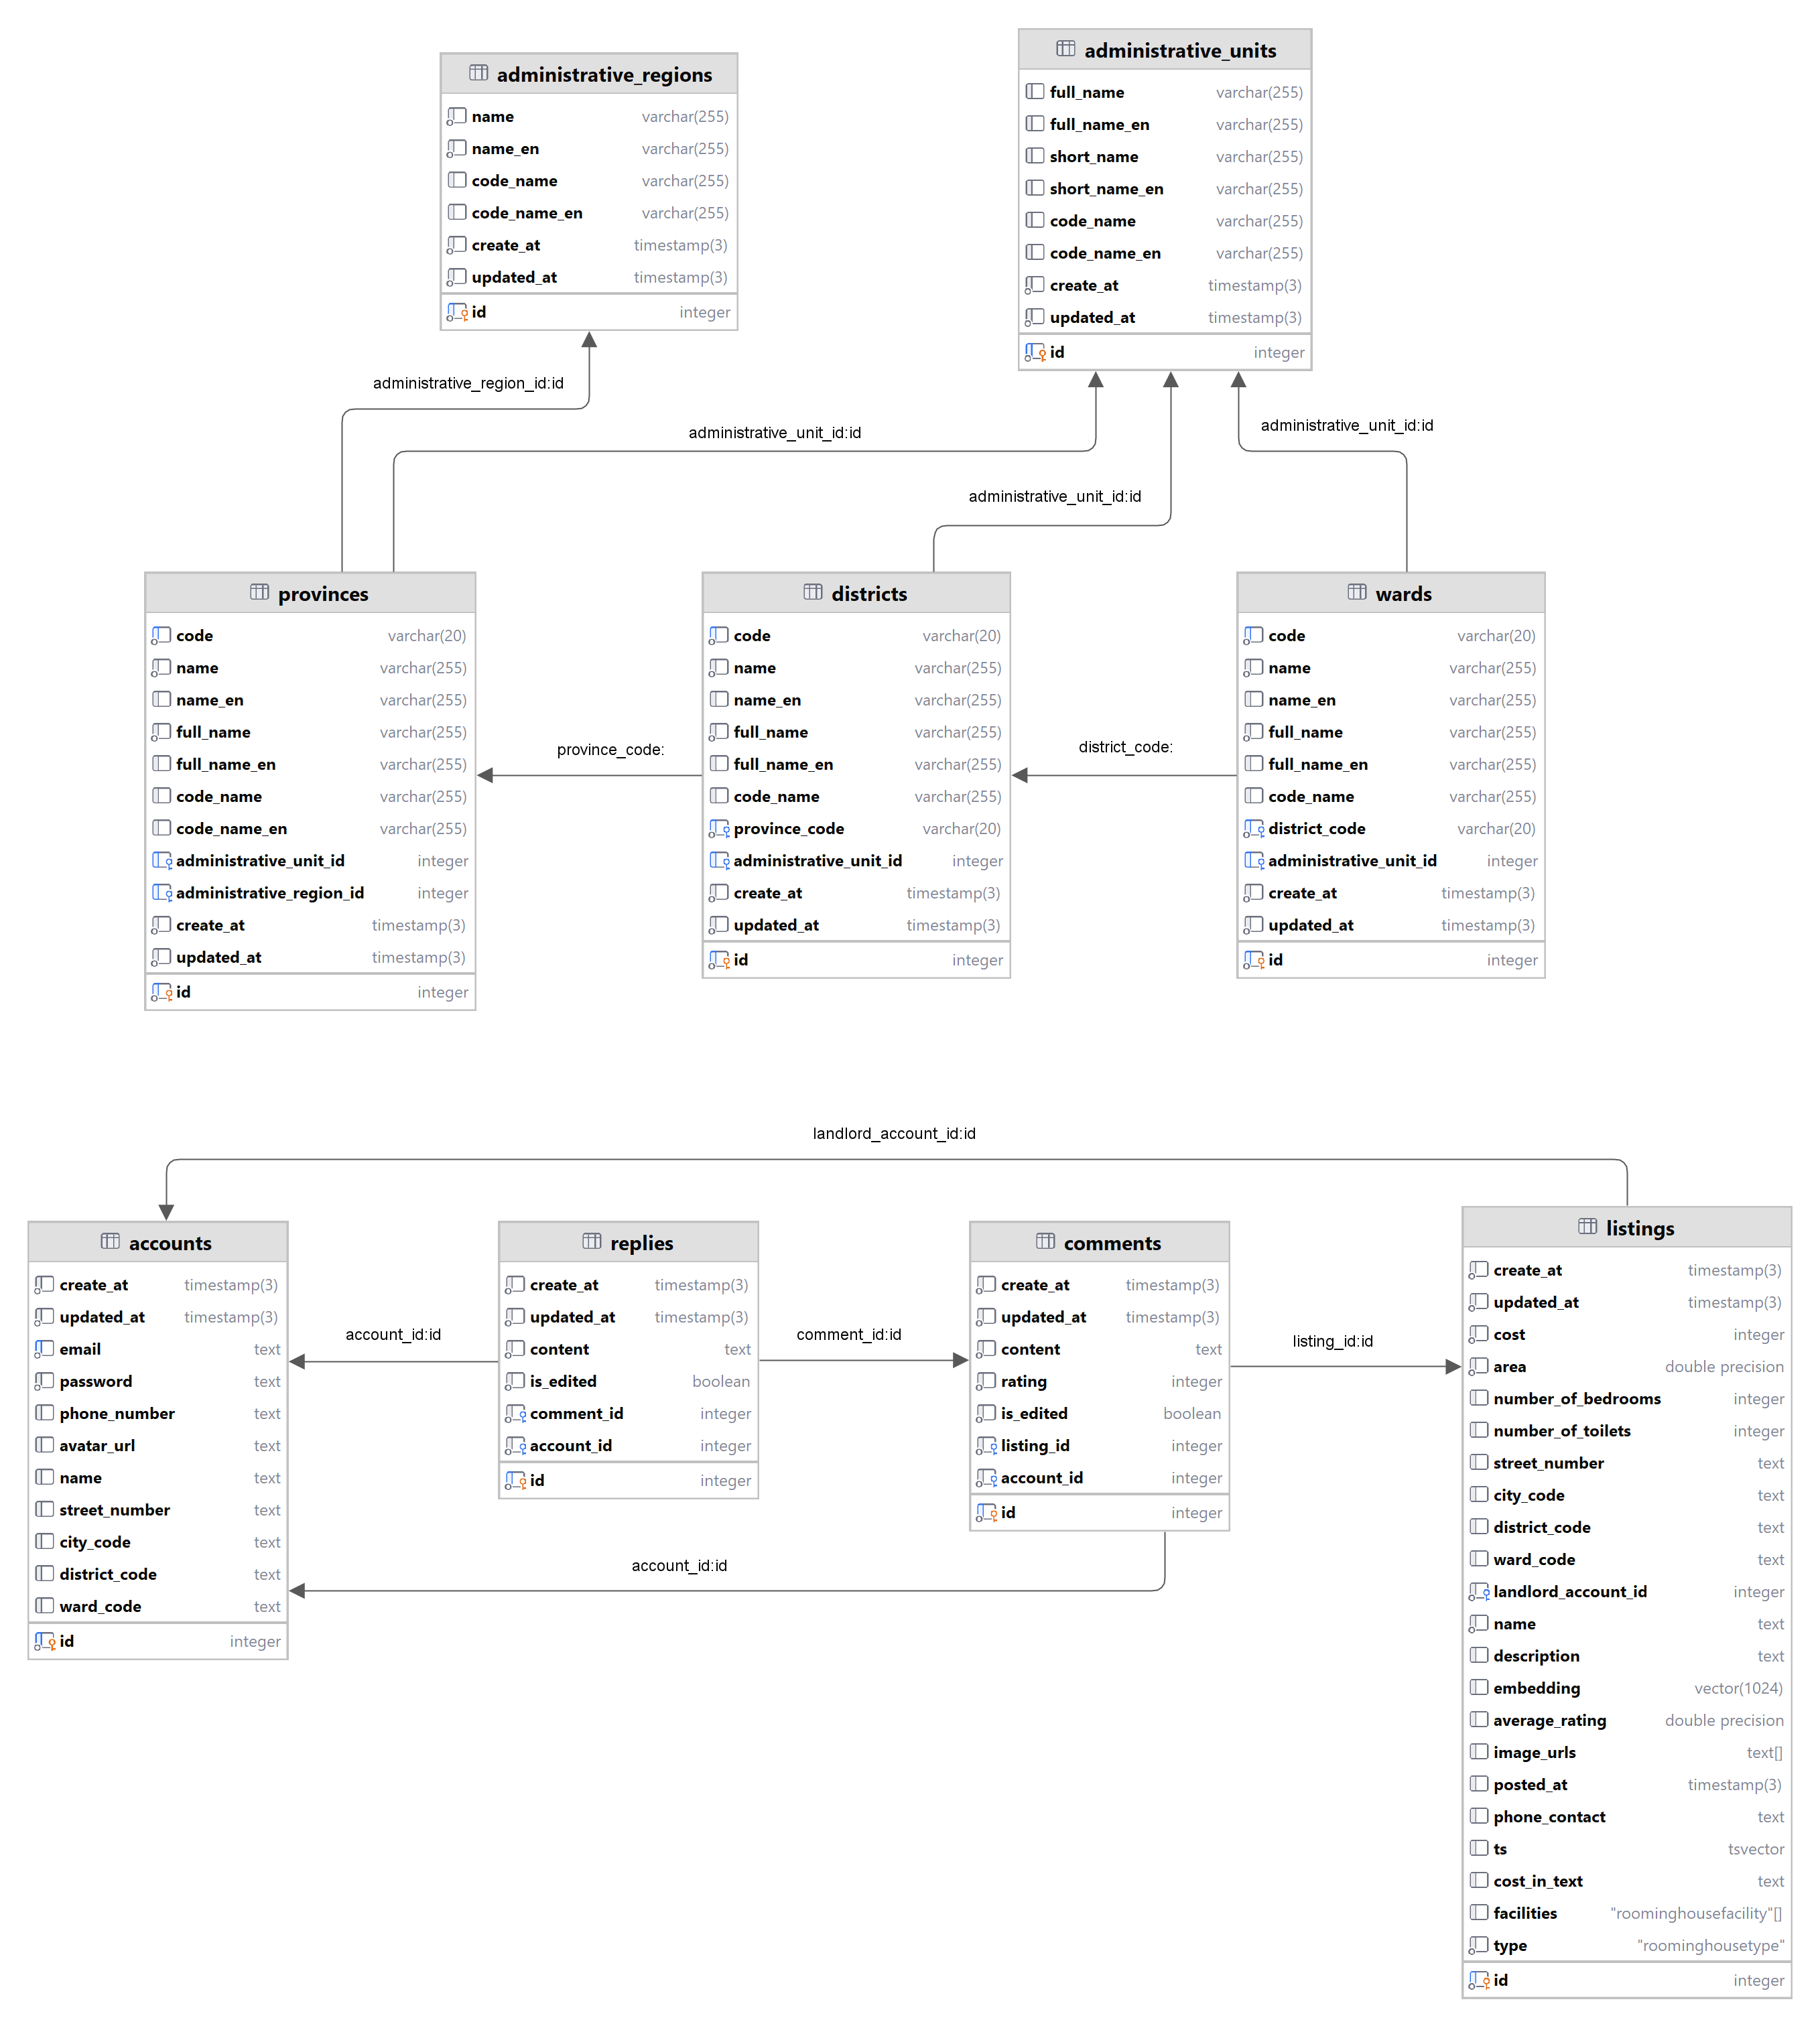 administrative_regions
name varchar(255)
name_en varchar(255)
code_name varchar(255)
code_name_en varchar(255)
create_at timestamp(3)
updated_at timestamp(3)
id integer
administrative_units
full_name varchar(255)
full_name_en varchar(255)
short_name varchar(255)
short_name_en varchar(255)
code_name varchar(255)
code_name_en varchar(255)
create_at timestamp(3)
updated_at timestamp(3)
id integer
administrative_region_id:id
administrative_unit_id:id
administrative_unit_id:id
administrative_unit_id:id
provinces
code varchar(20)
name varchar(255)
name_en varchar(255)
full_name varchar(255)
full_name_en varchar(255)
code_name varchar(255)
code_name_en varchar(255)
administrative_unit_id integer
administrative_region_id integer
create_at timestamp(3)
updated_at timestamp(3)
id integer
province_code:
districts
code varchar(20)
name varchar(255)
name_en varchar(255)
full_name varchar(255)
full_name_en varchar(255)
code_name varchar(255)
province_code varchar(20)
administrative_unit_id integer
create_at timestamp(3)
updated_at timestamp(3)
id integer
district_code:
wards
code varchar(20)
name varchar(255)
name_en varchar(255)
full_name varchar(255)
full_name_en varchar(255)
code_name varchar(255)
district_code varchar(20)
administrative_unit_id integer
create_at timestamp(3)
updated_at timestamp(3)
id integer
landlord_account_id:id
accounts
create_at timestamp(3)
updated_at timestamp(3)
email text
password text
phone_number text
avatar_url text
name text
street_number text
city_code text
district_code text
ward_code text
id integer
account_id:id
replies
create_at timestamp(3)
updated_at timestamp(3)
content text
is_edited boolean
comment_id integer
account_id integer
id integer
comment_id:id
comments
create_at timestamp(3)
updated_at timestamp(3)
content text
rating integer
is_edited boolean
listing_id integer
account_id integer
id integer
account_id:id
listing_id:id
listings
create_at timestamp(3)
updated_at timestamp(3)
cost integer
area double precision
number_of_bedrooms integer
number_of_toilets integer
street_number text
city_code text
district_code text
ward_code text
landlord_account_id integer
name text
description text
embedding vector(1024)
average_rating double precision
image_urls text[]
posted_at timestamp(3)
phone_contact text
ts tsvector
cost_in_text text
facilities "roominghousefacility"[]
type "roominghousetype"
id integer